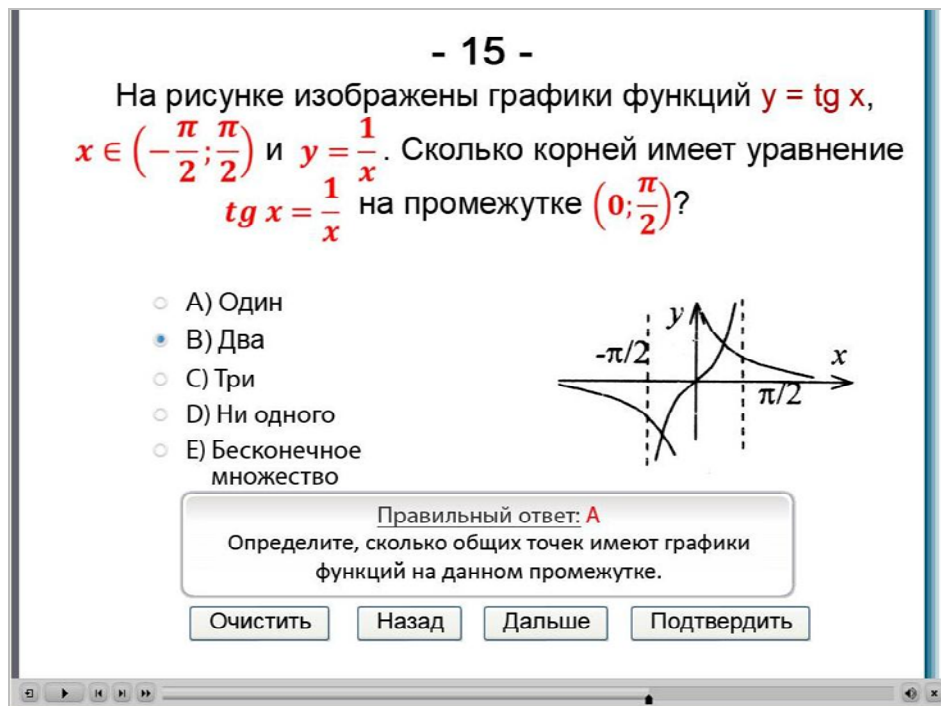 - 15 -
На рисунке изображены графики функций y = tg x,
x ∈ (-π/2; π/2) и y = 1/x. Сколько корней имеет уравнение
tg x = 1/x на промежутке (0; π/2)?
A) Один
B) Два
C) Три
D) Ни одного
E) Бесконечное
множество
y
-π/2
x
π/2
Правильный ответ: A
Определите, сколько общих точек имеют графики
функций на данном промежутке.
Очистить Назад Дальше Подтвердить